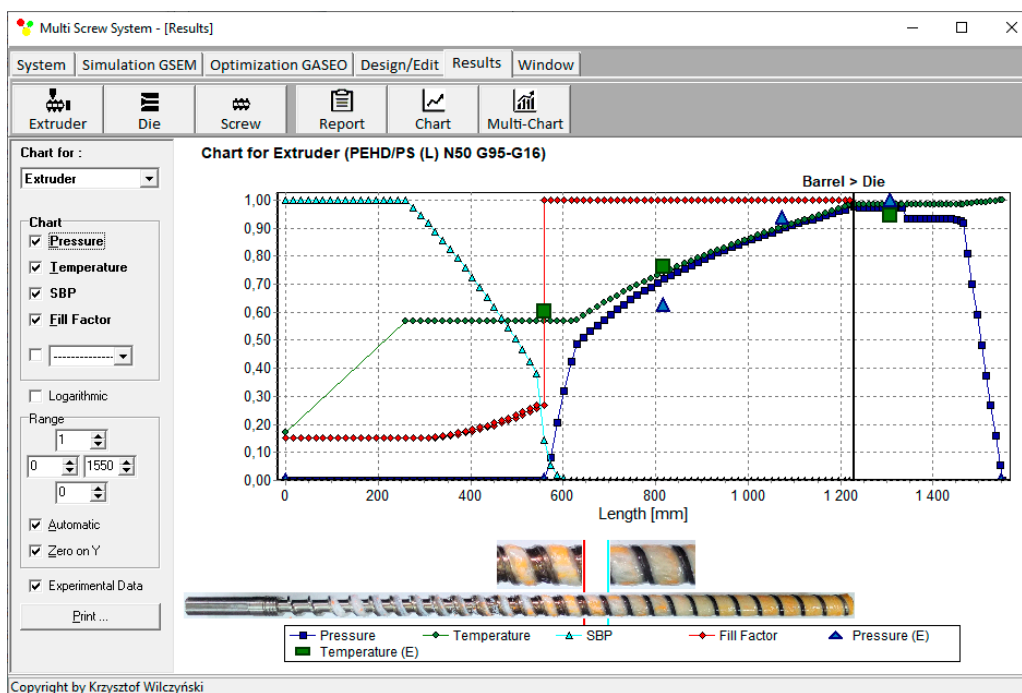 Multi Screw System - [Results]
System Simulation GSEM Optimization GASEO Design/Edit Results Window
Extruder Die Screw Report Chart Multi-Chart
Chart for :
Extruder
Chart
Pressure
Temperature
SBP
Fill Factor
---------------
Logarithmic
Range
1
0 1550
0
Automatic
Zero on Y
Experimental Data
Print ...
Chart for Extruder (PEHD/PS (L) N50 G95-G16)
Barrel > Die
1,00
0,90
0,80
0,70
0,60
0,50
0,40
0,30
0,20
0,10
0,00
0 200 400 600 800 1 000 1 200 1 400
Length [mm]
Pressure Temperature SBP Fill Factor Pressure (E)
Temperature (E)
Copyright by Krzysztof Wilczyński